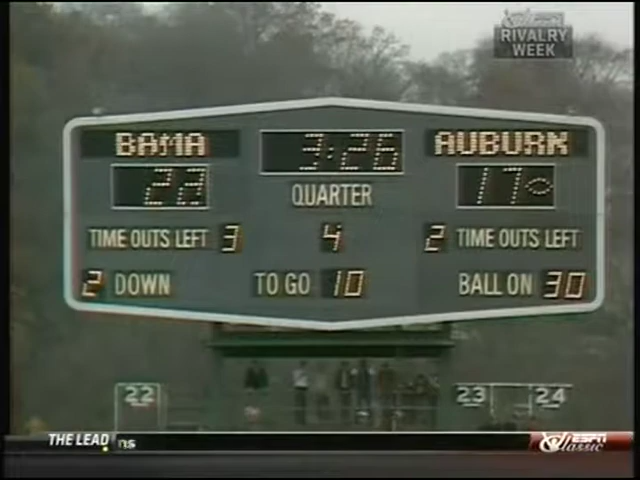 RIVALRY
WEEK
BAMA 3:26 AUBURN
22 QUARTER 17
TIME OUTS LEFT 3 4 2 TIME OUTS LEFT
2 DOWN TO GO 10 BALL ON 30
22 23 24
THE LEAD ns ESPN
Classic